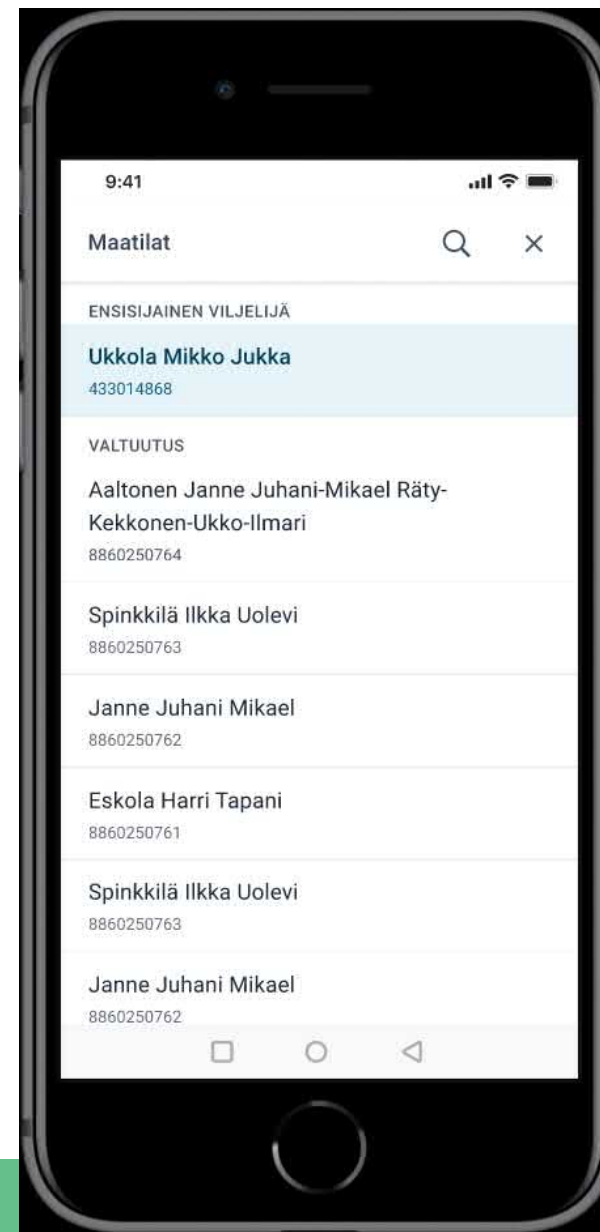 9:41
Maatilat
ENSISIJAINEN VILJELIJÄ
Ukkola Mikko Jukka
433014868
VALTUUTUS
Aaltonen Janne Juhani-Mikael Räty-
Kekkonen-Ukko-Ilmari
8860250764
Spinkkilä Ilkka Uolevi
8860250763
Janne Juhani Mikael
8860250762
Eskola Harri Tapani
8860250761
Spinkkilä Ilkka Uolevi
8860250763
Janne Juhani Mikael
8860250762